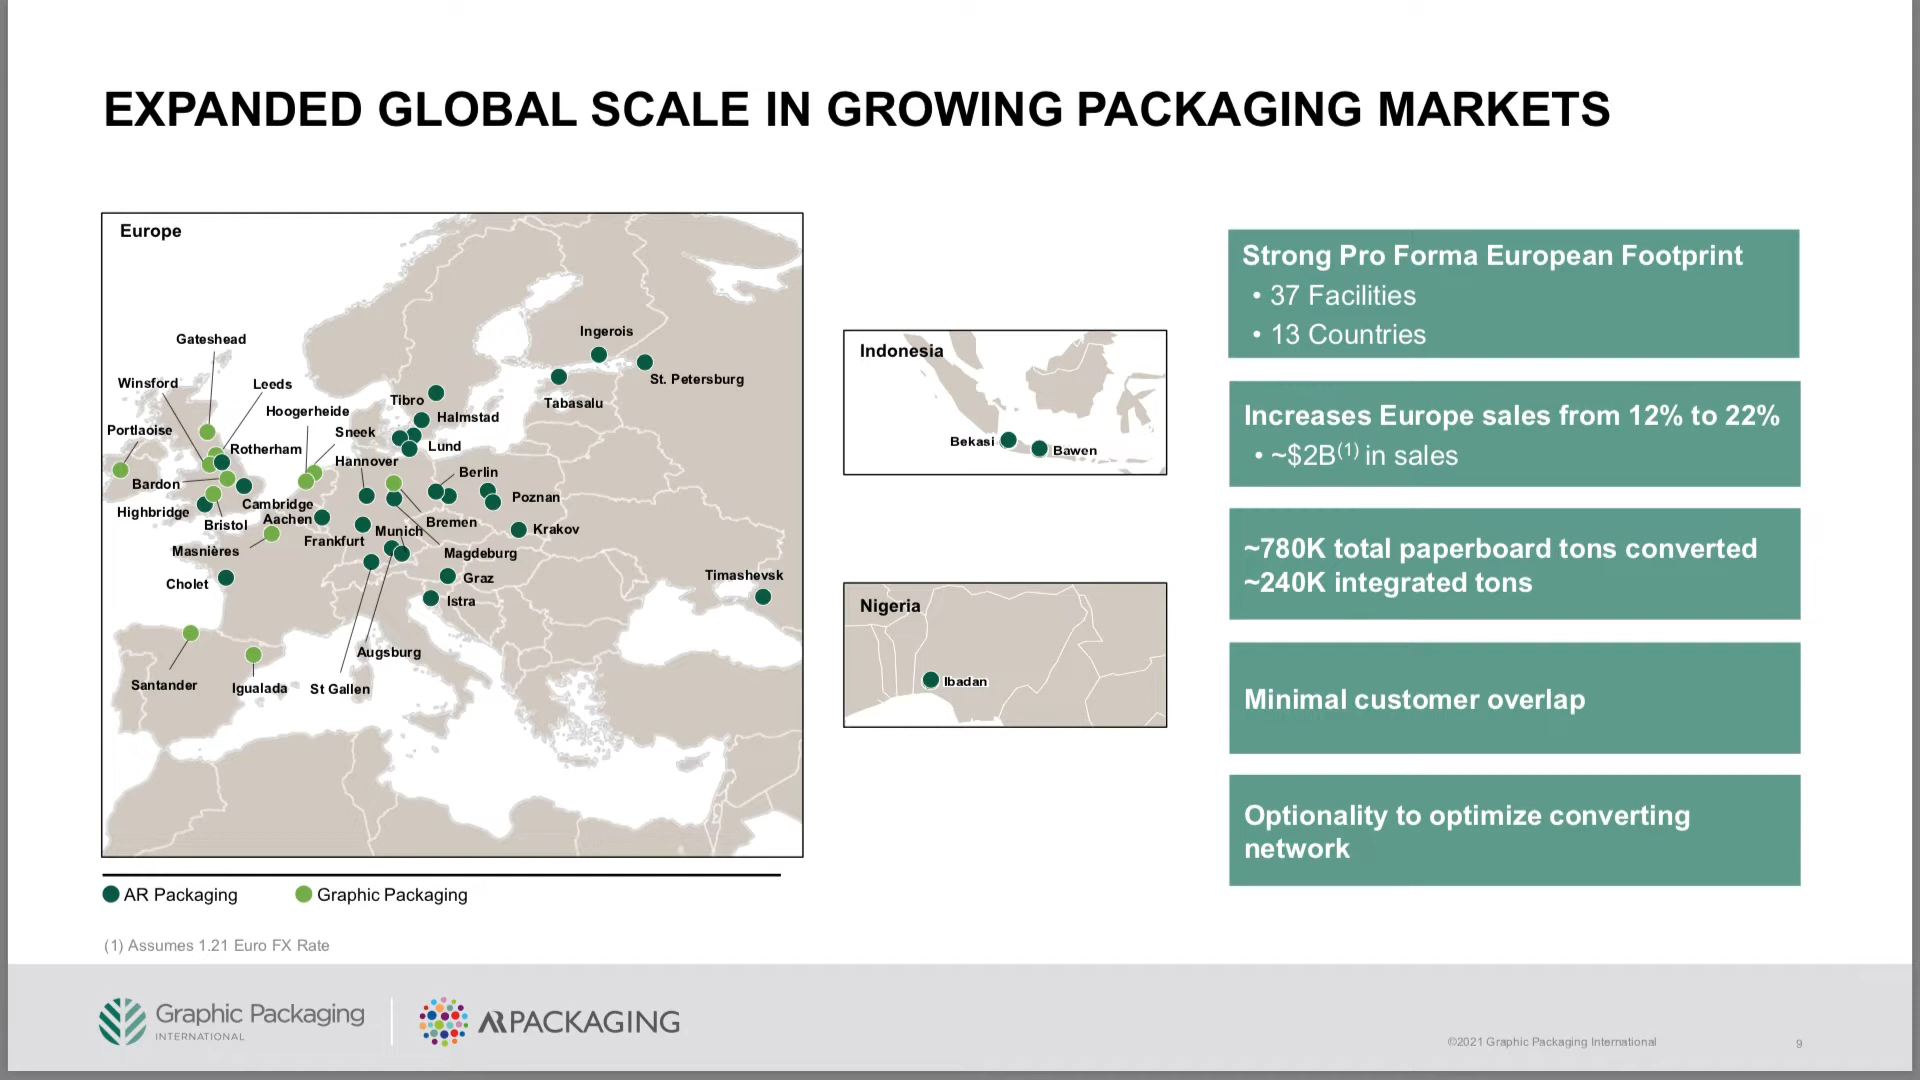 EXPANDED GLOBAL SCALE IN GROWING PACKAGING MARKETS
Europe
Gateshead
Winsford
Leeds
Hoogerheide
Portlaoise
Sneek
Rotherham
Hannover
Bardon
Highbridge
Bristol
Cambridge
Aachen
Masnières
Frankfurt
Munich
Cholet
Santander
Igualada
St Gallen
Augsburg
Ingerois
St. Petersburg
Tabasalu
Tibro
Halmstad
Lund
Berlin
Poznan
Bremen
Krakov
Magdeburg
Graz
Istra
Timashevsk
AR Packaging
Graphic Packaging
Indonesia
Bekasi
Bawen
Nigeria
Ibadan
Strong Pro Forma European Footprint
• 37 Facilities
• 13 Countries
Increases Europe sales from 12% to 22%
• ~$2B(1) in sales
~780K total paperboard tons converted
~240K integrated tons
Minimal customer overlap
Optionality to optimize converting
network
(1) Assumes 1.21 Euro FX Rate
Graphic Packaging
INTERNATIONAL
ARPACKAGING
©2021 Graphic Packaging International
9